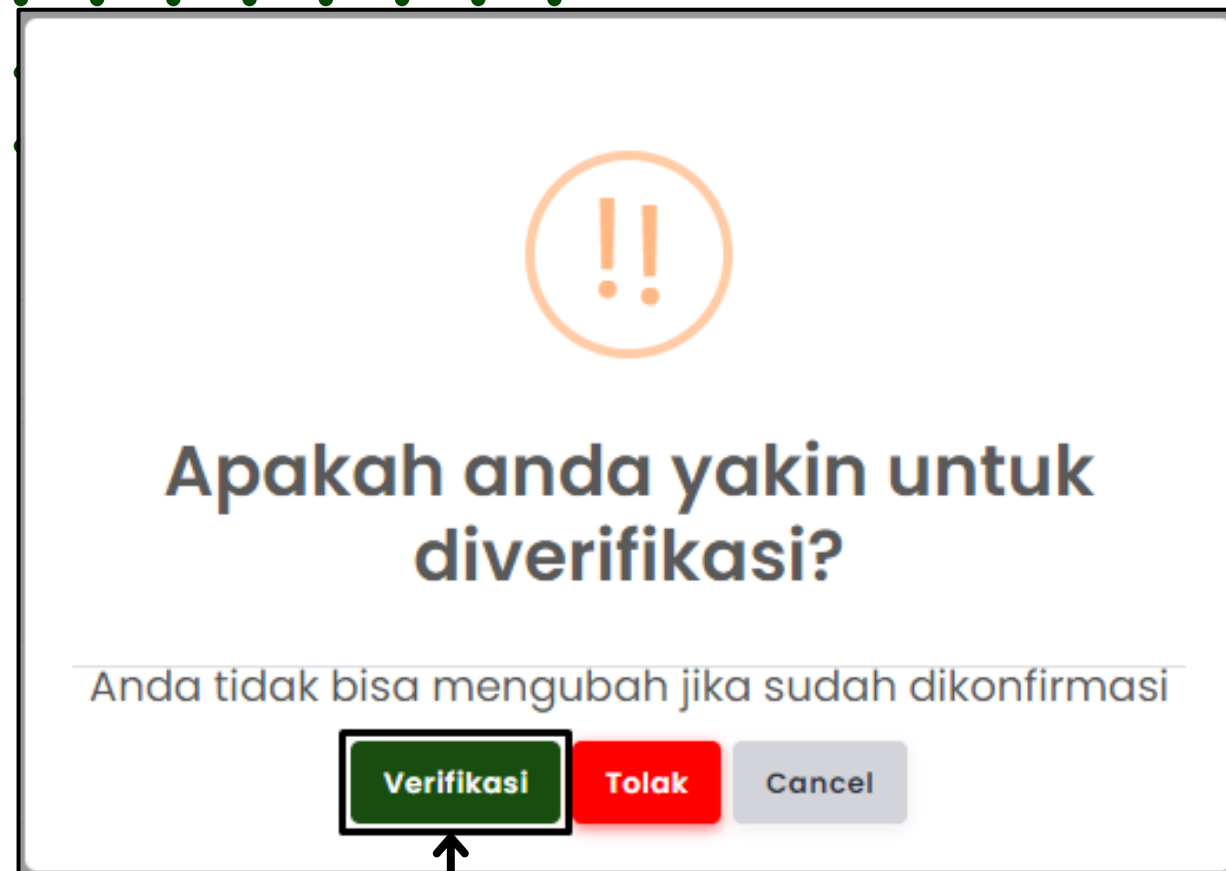 !!
Apakah anda yakin untuk
diverifikasi?
Anda tidak bisa mengubah jika sudah dikonfirmasi
Verifikasi Tolak Cancel